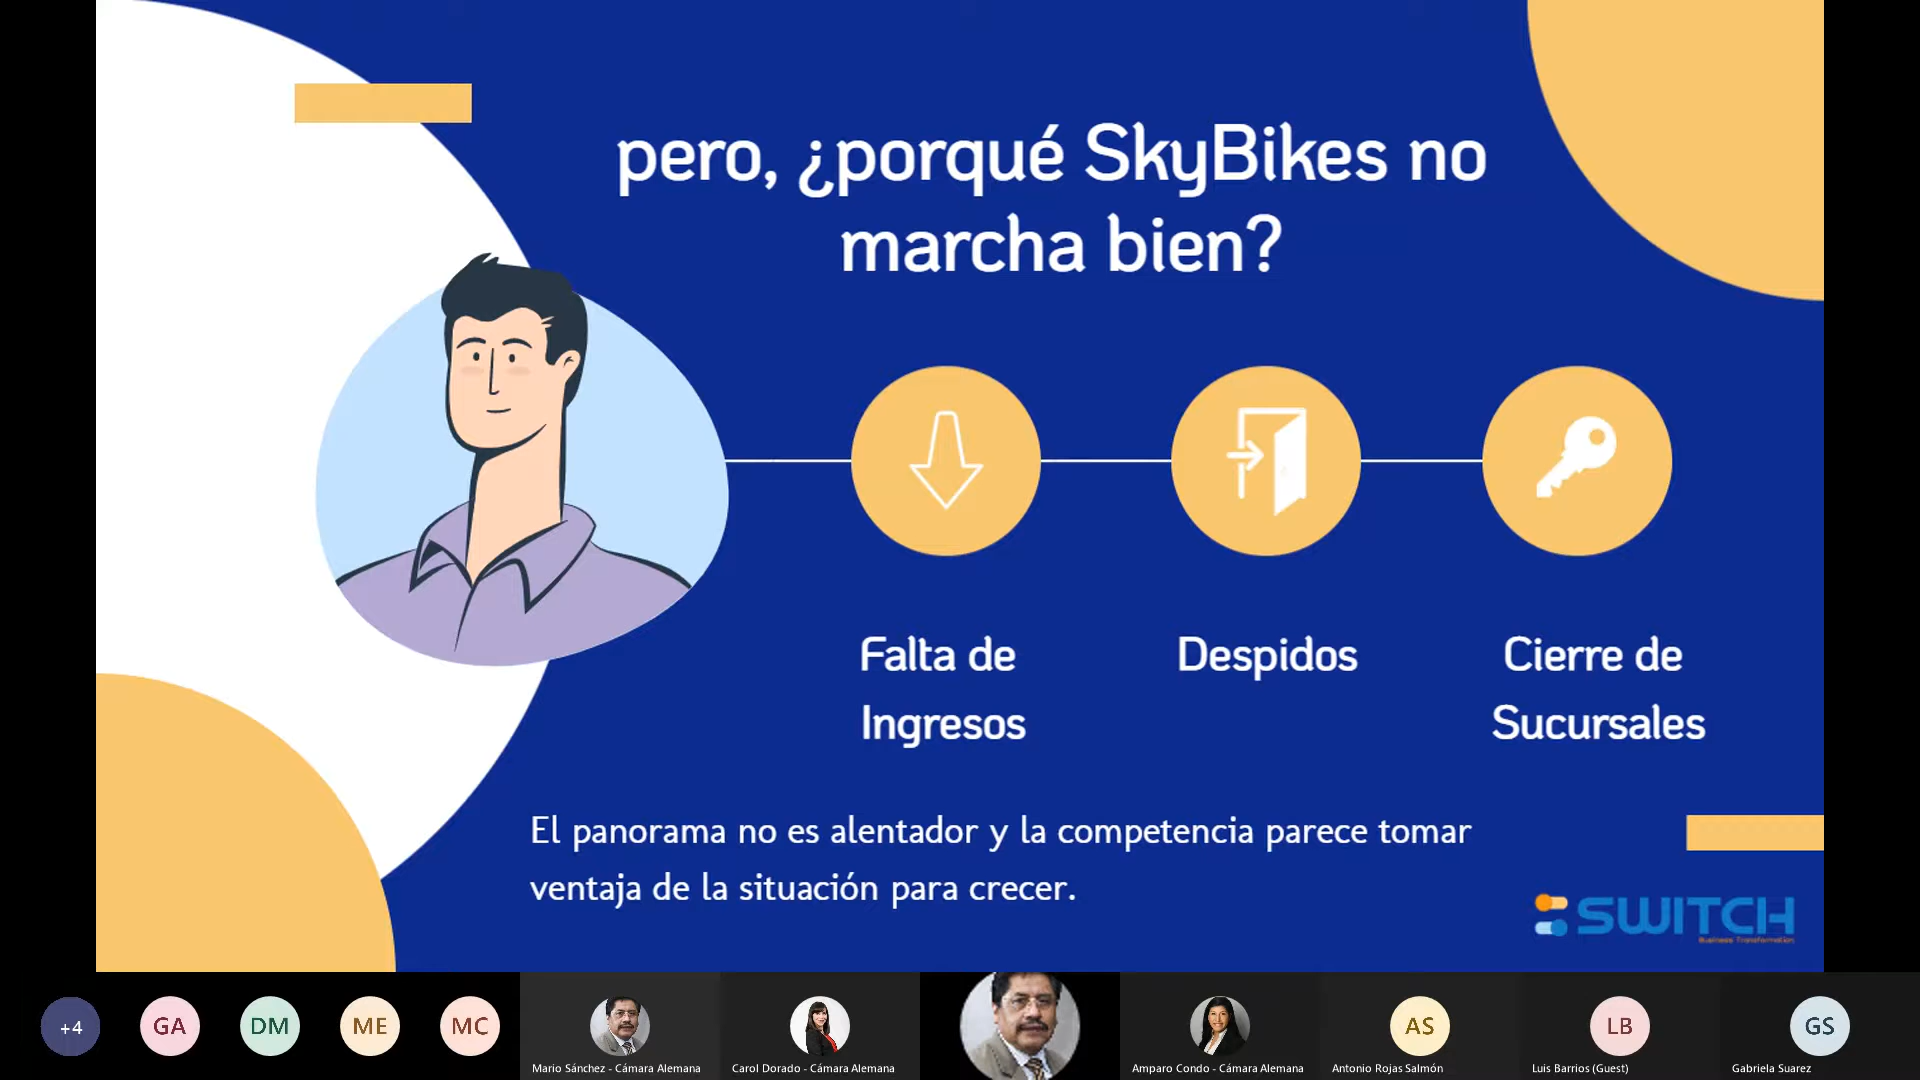 pero, ¿porqué SkyBikes no
marcha bien?
Falta de
Ingresos
Despidos
Cierre de
Sucursales
El panorama no es alentador y la competencia parece tomar
ventaja de la situación para crecer.
SWITCH
Business Transformation
+4
GA
DM
ME
MC
Mario Sánchez - Cámara Alemana
Carol Dorado - Cámara Alemana
Amparo Condo - Cámara Alemana
AS
Antonio Rojas Salmón
LB
Luis Barrios (Guest)
GS
Gabriela Suarez